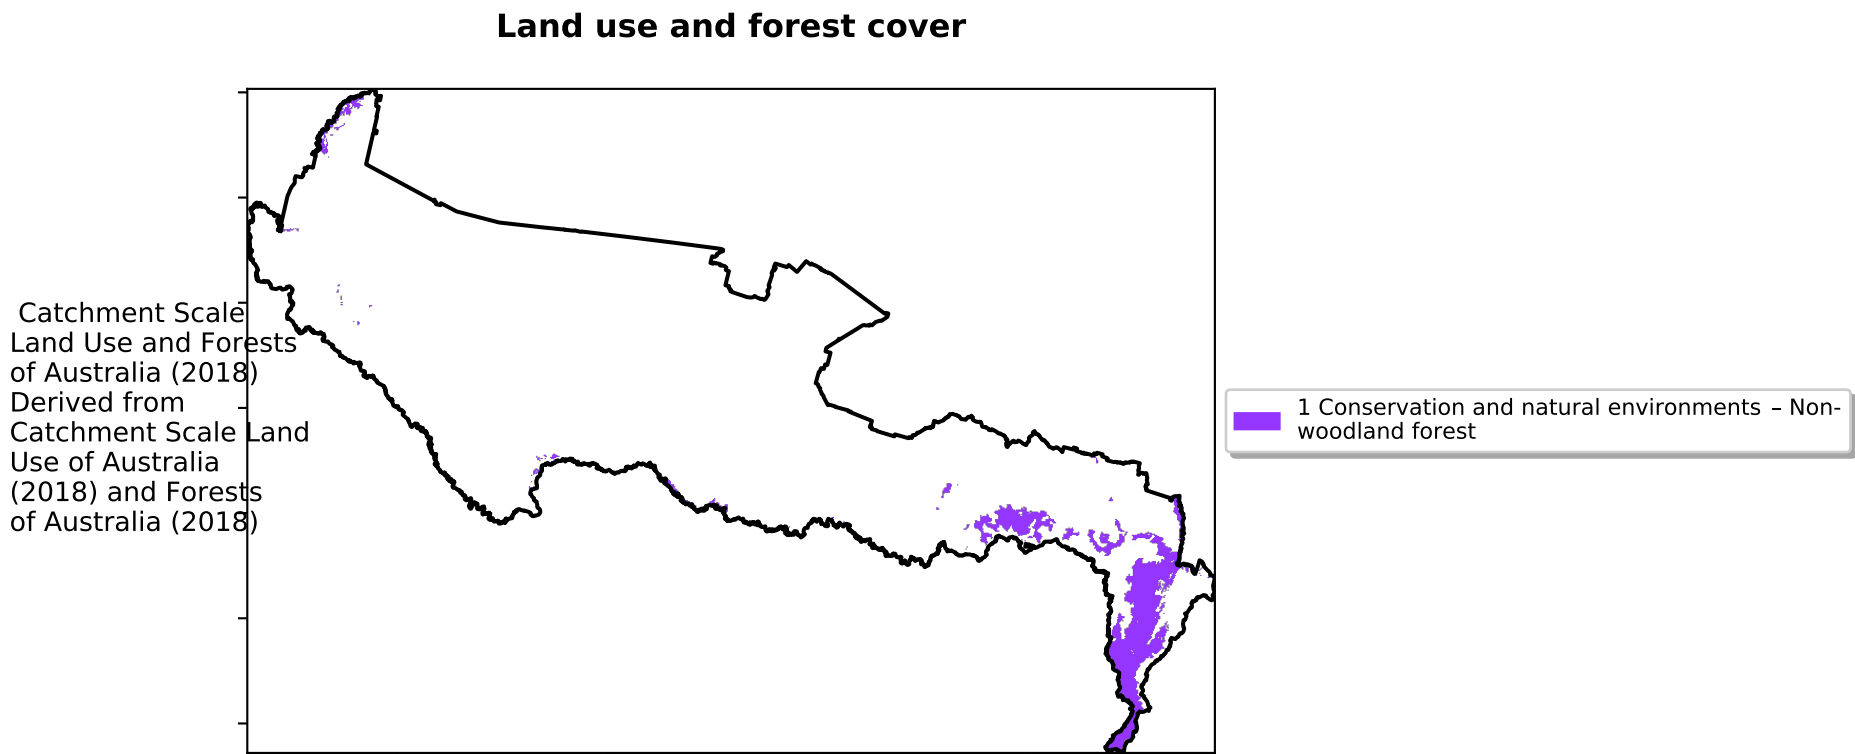 Land use and forest cover
Catchment Scale
Land Use and Forests
of Australia (2018)
Derived from
Catchment Scale Land
Use of Australia
(2018) and Forests
of Australia (2018)
1 Conservation and natural environments – Non-
woodland forest